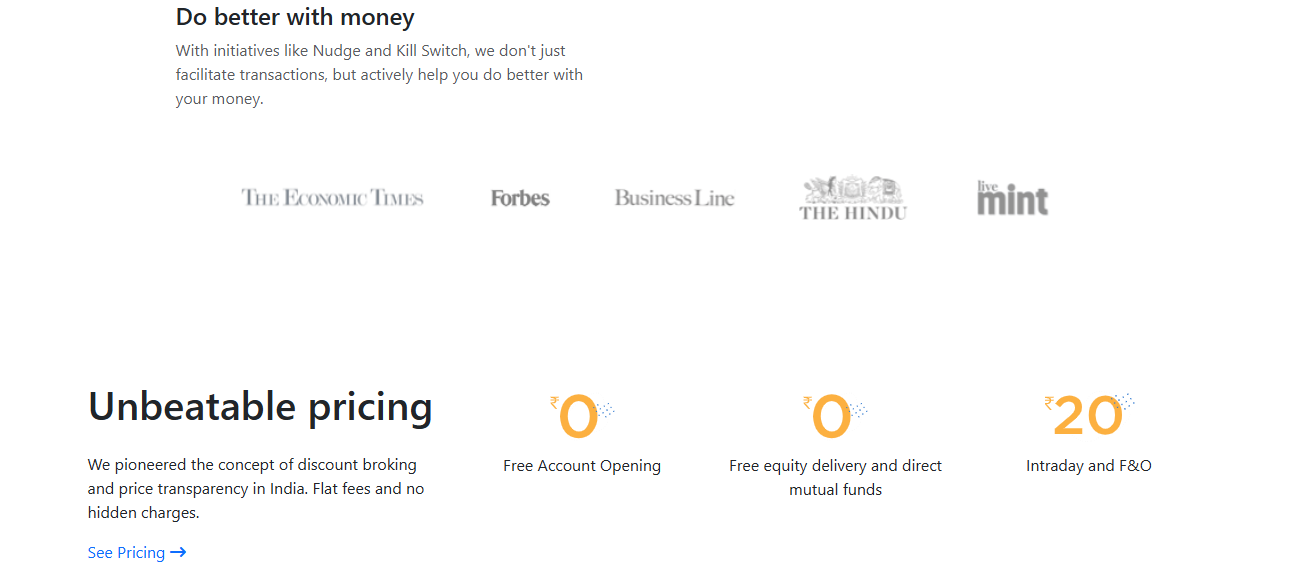 Do better with money
With initiatives like Nudge and Kill Switch, we don't just
facilitate transactions, but actively help you do better with
your money.
THE ECONOMIC TIMES
Forbes
Business Line
THE HINDU
live
mint
Unbeatable pricing
We pioneered the concept of discount broking
and price transparency in India. Flat fees and no
hidden charges.
See Pricing →
₹0
Free Account Opening
₹0
Free equity delivery and direct
mutual funds
₹20
Intraday and F&O